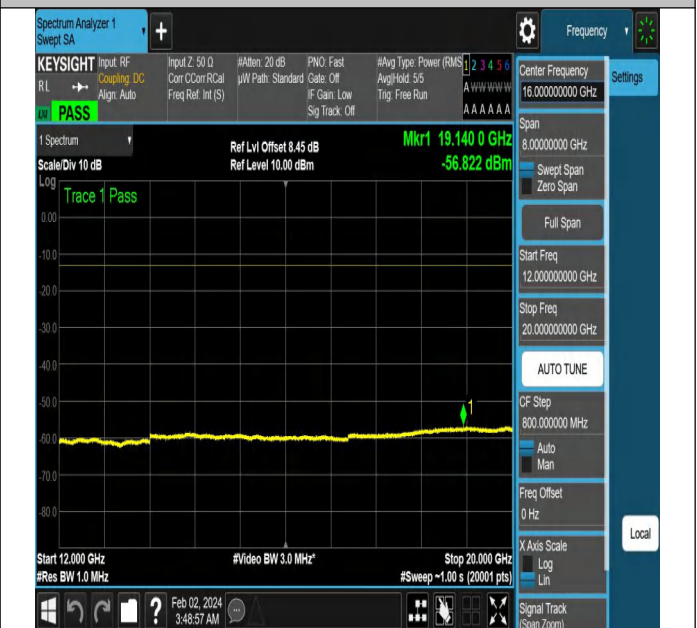 Spectrum Analyzer 1
Swept SA
Frequency
KEYSIGHT
RL
Input: RF
Coupling: DC
Align: Auto
Input Z: 50 Ω
Corr CCorr RCal
Freq Ref: Int (S)
#Atten: 20 dB
µW Path: Standard
PNO: Fast
Gate: Off
IF Gain: Low
Sig Track: Off
#Avg Type: Power (RMS
Avg|Hold: 5/5
Trig: Free Run
1 2 3 4 5 6
A W W W W W
A A A A A A
PASS
1 Spectrum
Scale/Div 10 dB
Log
Ref Lvl Offset 8.45 dB
Ref Level 10.00 dBm
Mkr1 19.140 0 GHz
-56.822 dBm
Trace 1 Pass
0.00
-10.0
-20.0
-30.0
-40.0
-50.0
-60.0
-70.0
-80.0
1
Start 12.000 GHz
#Res BW 1.0 MHz
#Video BW 3.0 MHz*
Stop 20.000 GHz
#Sweep ~1.00 s (20001 pts)
Feb 02, 2024
3:48:57 AM
Center Frequency
16.000000000 GHz
Settings
Span
8.00000000 GHz
Swept Span
Zero Span
Full Span
Start Freq
12.000000000 GHz
Stop Freq
20.000000000 GHz
AUTO TUNE
CF Step
800.000000 MHz
Auto
Man
Freq Offset
0 Hz
X Axis Scale
Log
Lin
Local
Signal Track
(Span Zoom)